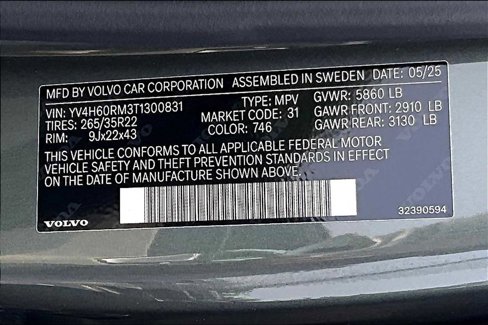 MFD BY VOLVO CAR CORPORATION ASSEMBLED IN SWEDEN 05/25
VIN: YV4H60RM3T1300831 TYPE: MPV GVWR: 5860 LB
TIRES: 265/35R22 MARKET: 31 GAWR FRONT: 2910 LB
RIM: 9Jx22x43 COLOR: 746 GAWR REAR: 3130 LB
THIS VEHICLE CONFORMS TO ALL APPLICABLE FEDERAL MOTOR
VEHICLE SAFETY AND THEFT PREVENTION STANDARDS IN EFFECT
ON THE DATE OF MANUFACTURE SHOWN ABOVE.
VOLVO 32390594